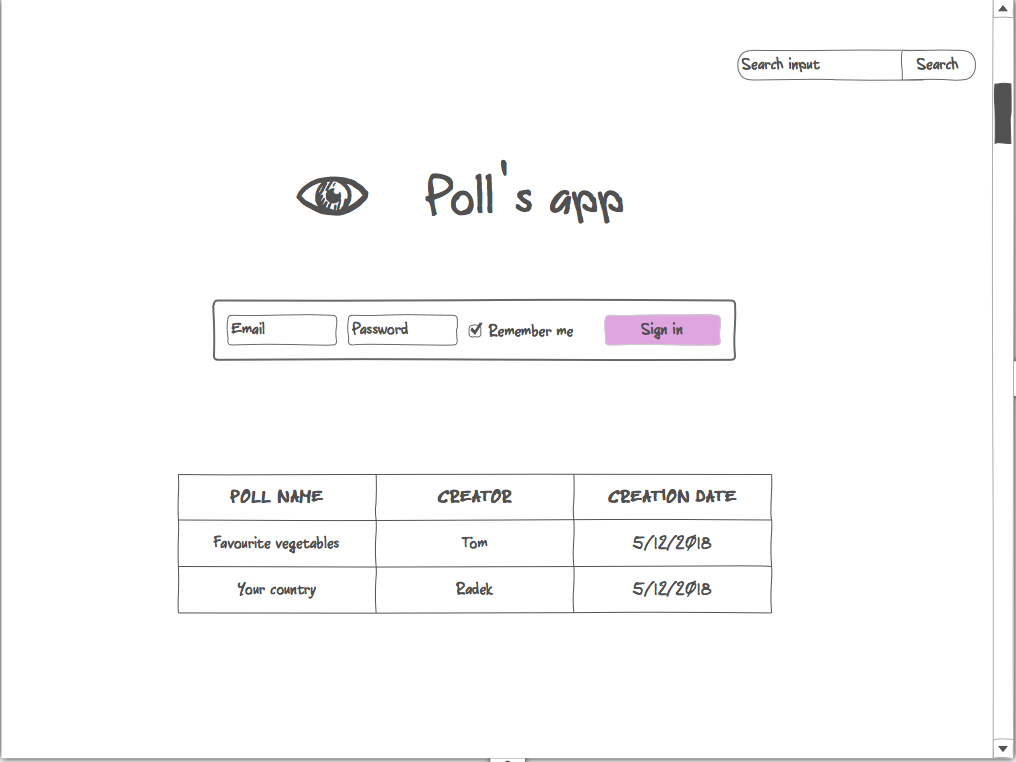 Search input Search
Poll's app
Email Password Remember me Sign in
POLL NAME CREATOR CREATION DATE
Favourite vegetables Tom 5/12/2018
Your country Radek 5/12/2018